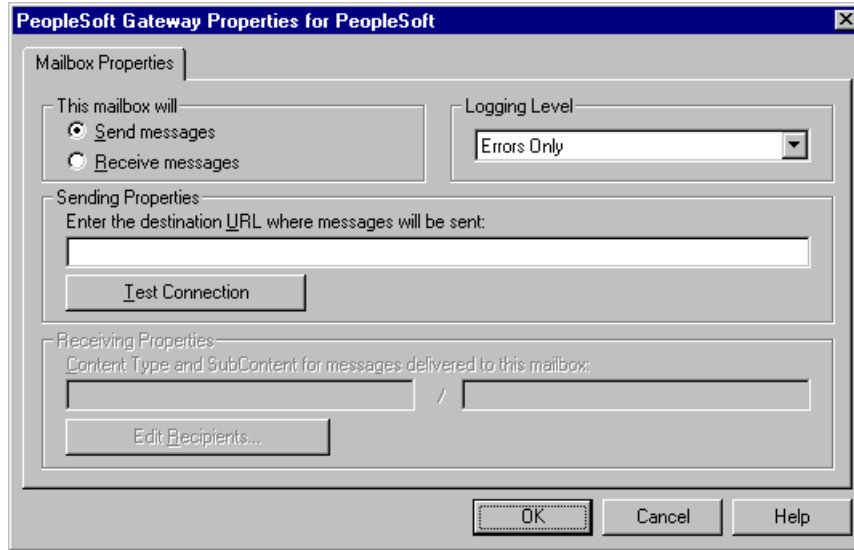 PeopleSoft Gateway Properties for PeopleSoft
Mailbox Properties
This mailbox will
Send messages
Receive messages
Logging Level
Errors Only
Sending Properties
Enter the destination URL where messages will be sent:
Test Connection
Receiving Properties
Content Type and SubContent for messages delivered to this mailbox:
/
Edit Recipients...
OK Cancel Help